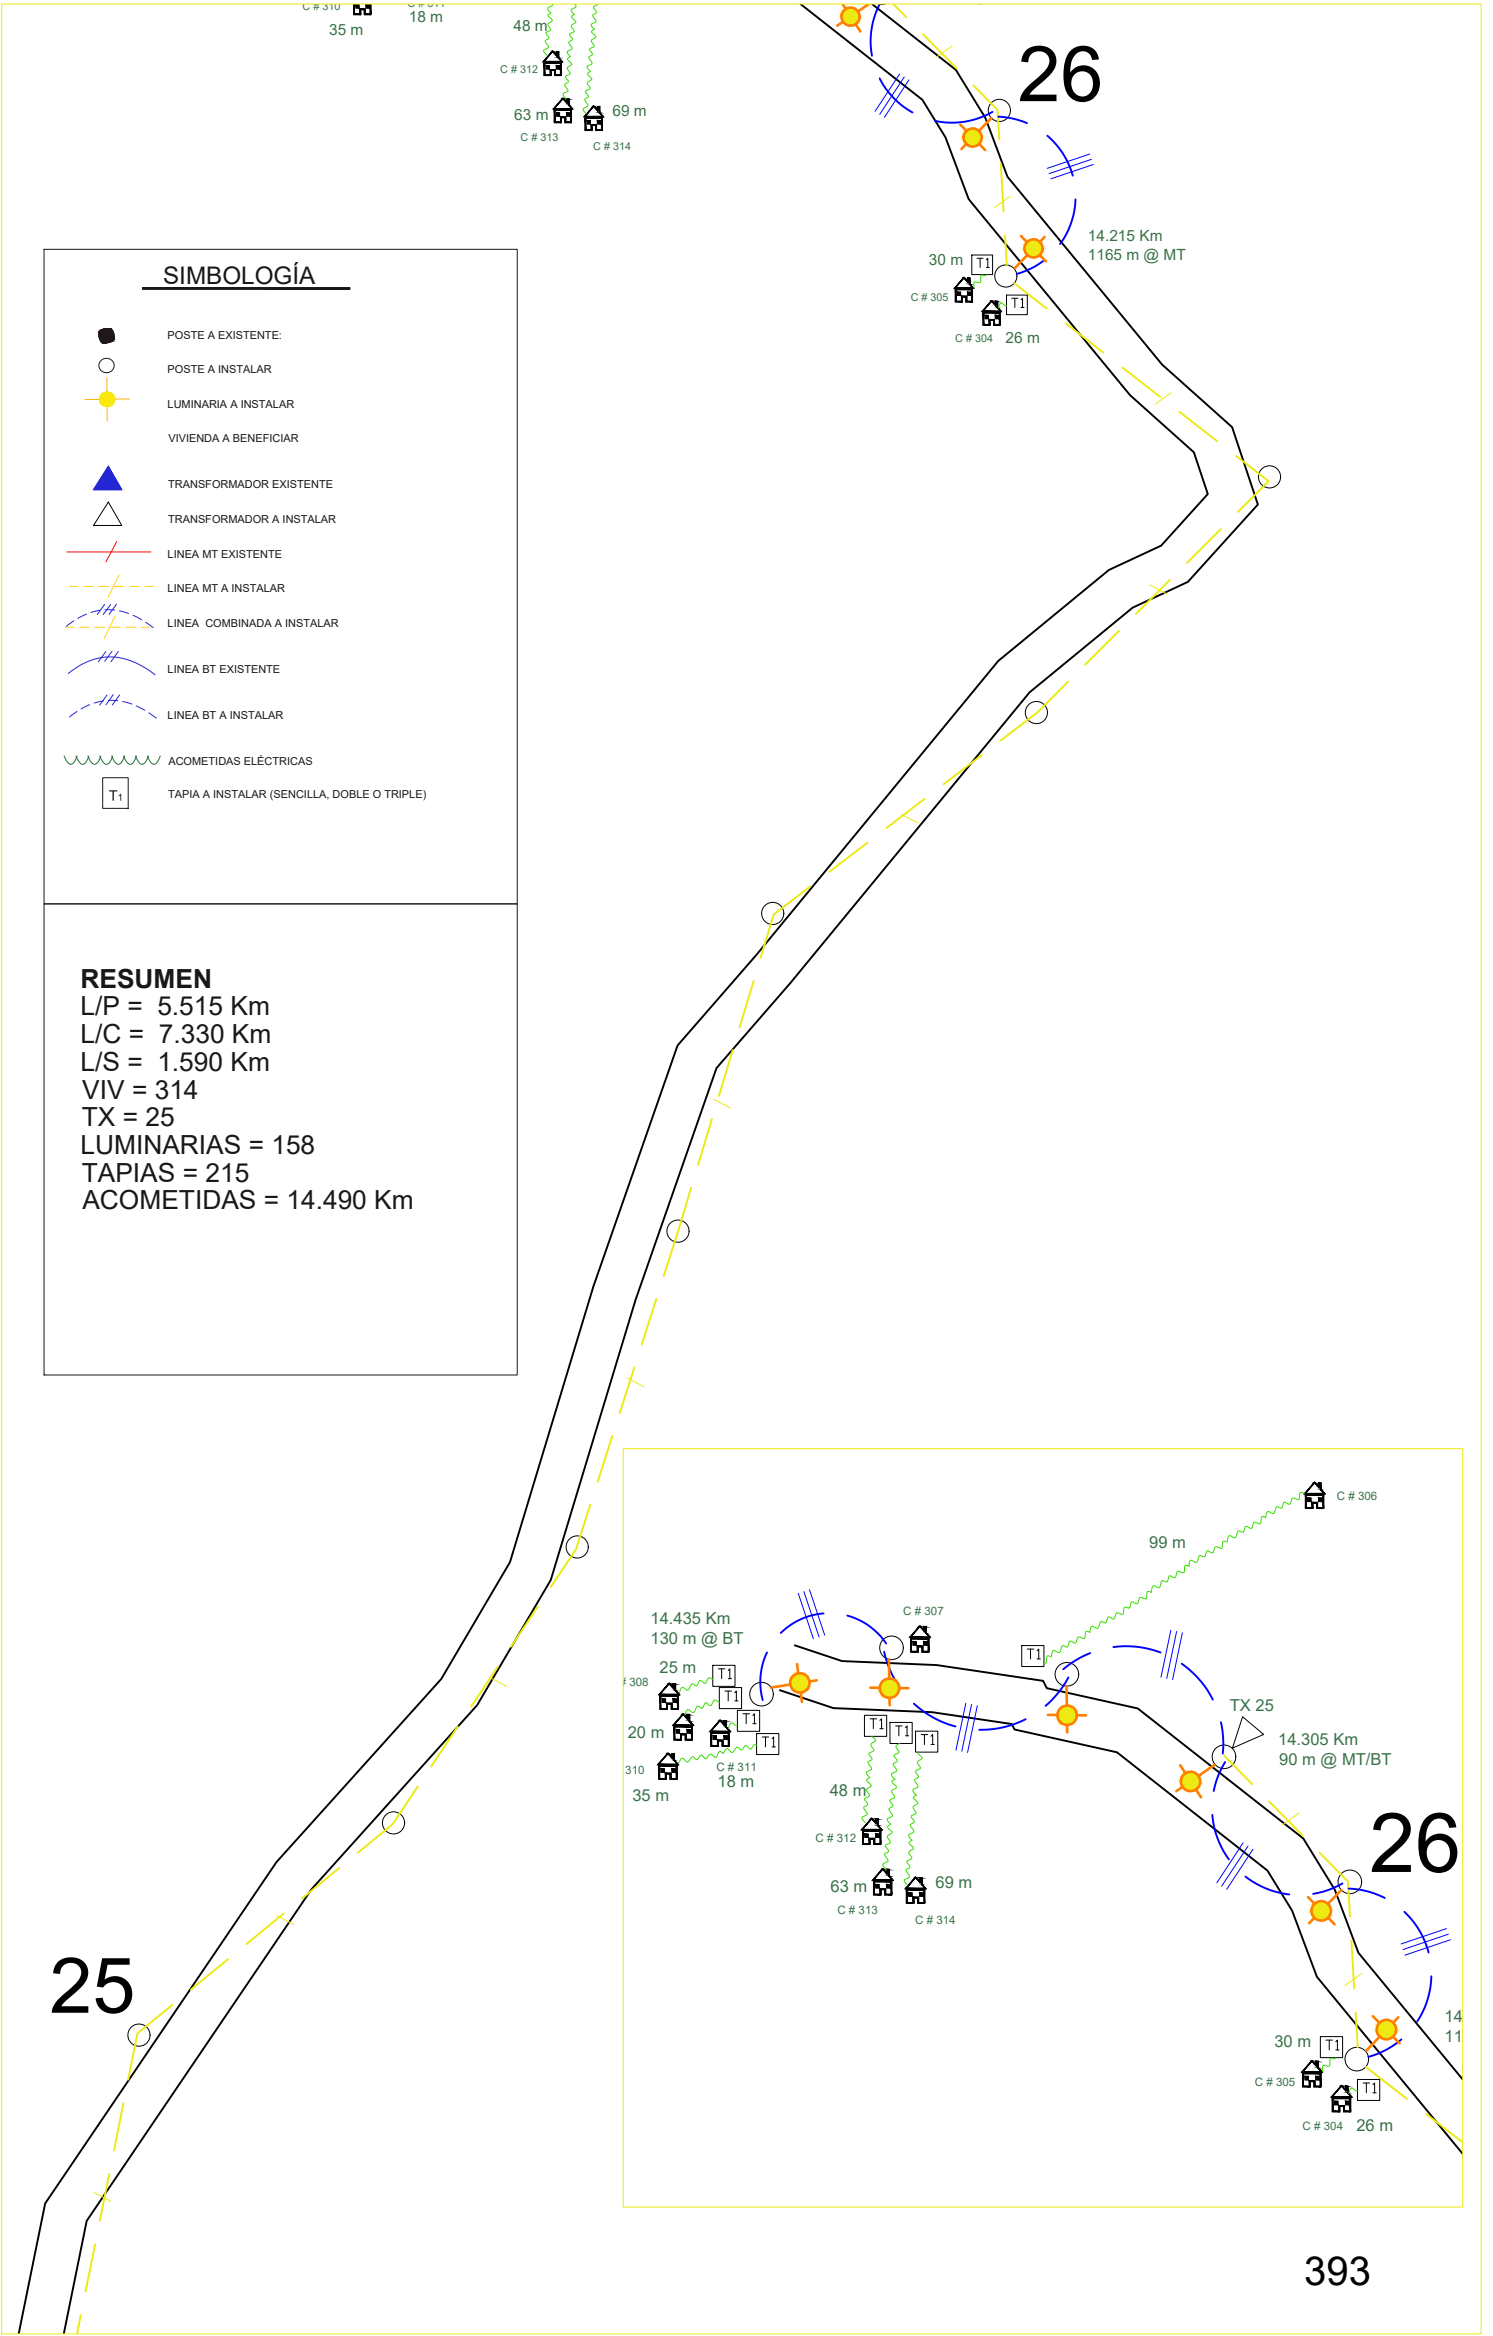 C # 310
35 m
18 m
48 m
C # 312
63 m
C # 313
69 m
C # 314
26
14.215 Km
1165 m @ MT
30 m
T1
C # 305
T1
C # 304
26 m
SIMBOLOGÍA
POSTE A EXISTENTE:
POSTE A INSTALAR
LUMINARIA A INSTALAR
VIVIENDA A BENEFICIAR
TRANSFORMADOR EXISTENTE
TRANSFORMADOR A INSTALAR
LINEA MT EXISTENTE
LINEA MT A INSTALAR
LINEA COMBINADA A INSTALAR
LINEA BT EXISTENTE
LINEA BT A INSTALAR
ACOMETIDAS ELÉCTRICAS
T1
TAPIA A INSTALAR (SENCILLA, DOBLE O TRIPLE)
RESUMEN
L/P = 5.515 Km
L/C = 7.330 Km
L/S = 1.590 Km
VIV = 314
TX = 25
LUMINARIAS = 158
TAPIAS = 215
ACOMETIDAS = 14.490 Km
C # 306
99 m
C # 307
14.435 Km
130 m @ BT
25 m
T1
T1
308
T1
20 m
T1
T1
T1
T1
T1
310
C # 311
18 m
35 m
TX 25
14.305 Km
90 m @ MT/BT
48 m
C # 312
26
63 m
C # 313
69 m
C # 314
14
11
30 m
T1
C # 305
T1
C # 304
26 m
25
393